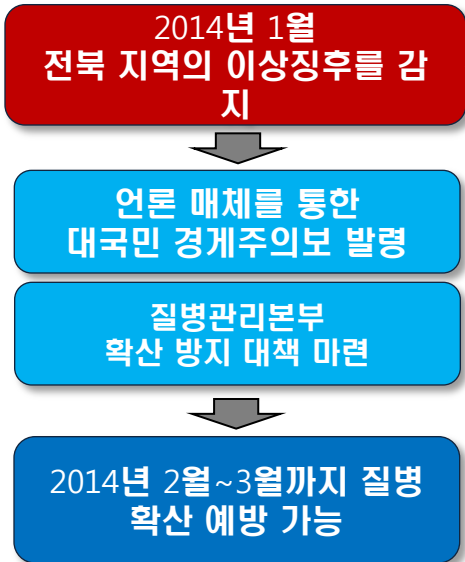 2014년 1월
전북 지역의 이상징후를 감
지
언론 매체를 통한
대국민 경게주의보 발령
질병관리본부
확산 방지 대책 마련
2014년 2월~3월까지 질병
확산 예방 가능